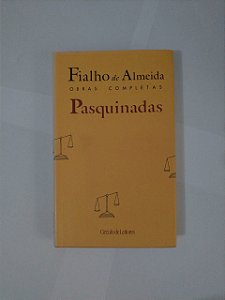 Fialho de Almeida
OBRAS COMPLETAS
Pasquinadas
Círculo de Leitores